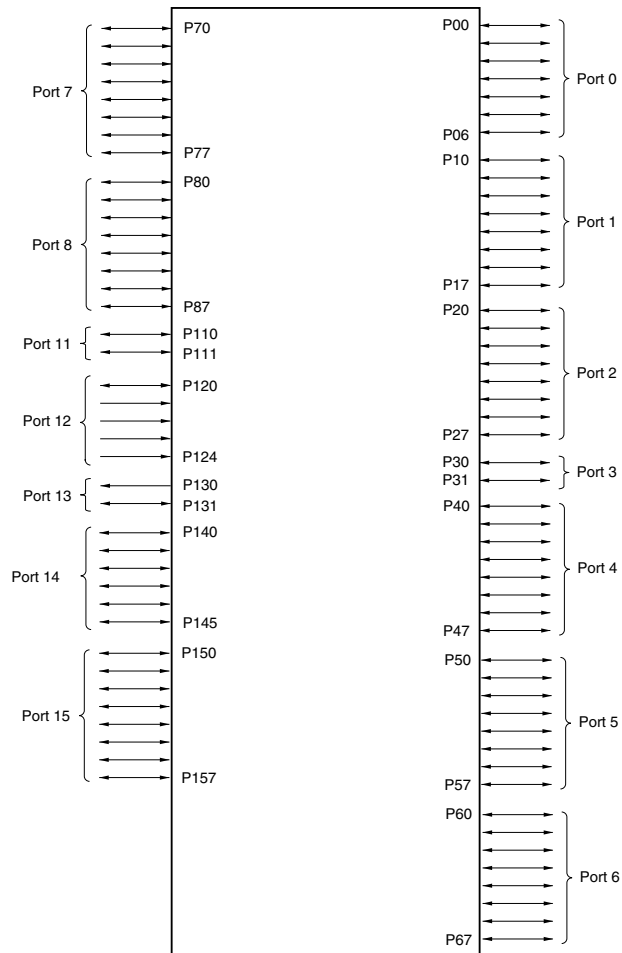 P70
Port 7
P77
P80
Port 8
P87
P110
Port 11
P111
P120
Port 12
P124
P130
Port 13
P131
P140
Port 14
P145
P150
Port 15
P157
P00
Port 0
P06
P10
Port 1
P17
P20
Port 2
P27
P30
Port 3
P31
P40
Port 4
P47
P50
Port 5
P57
P60
Port 6
P67